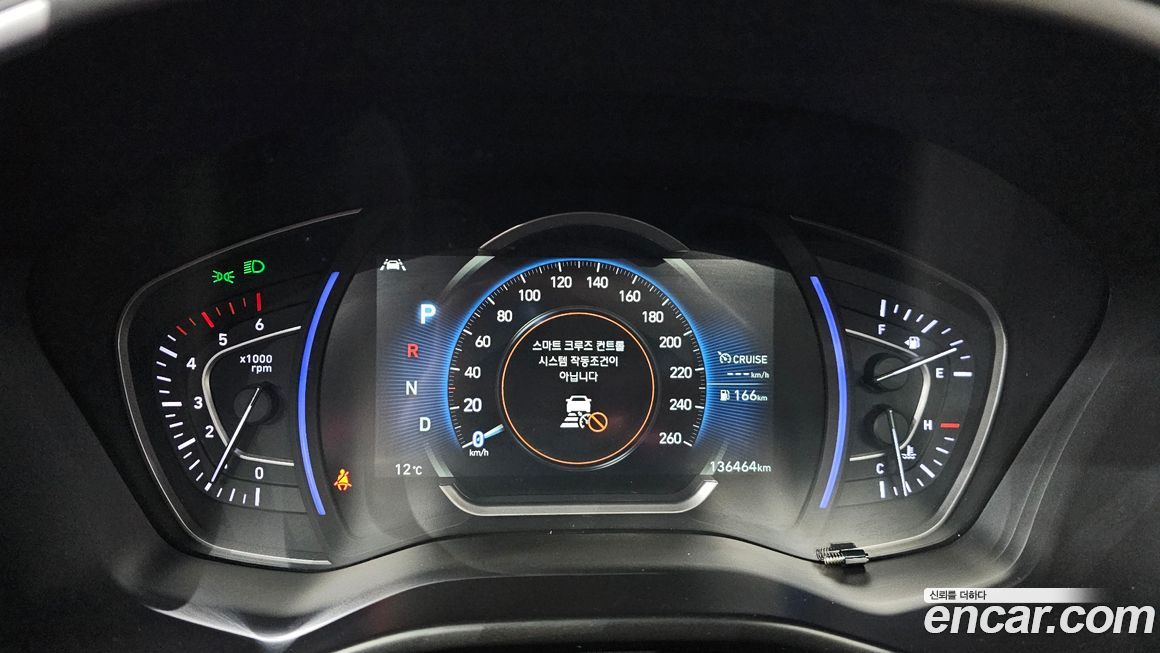 6
5
4
3
2
0
x1000
rpm
P
R
N
D
12°C
0
20
40
60
80
100
120
140
160
180
200
220
240
260
km/h
스마트 크루즈 컨트롤
시스템 작동조건이
아닙니다
CRUISE
---km/h
166km
136464km
F
E
H
C
신뢰를 더하다
encar.com